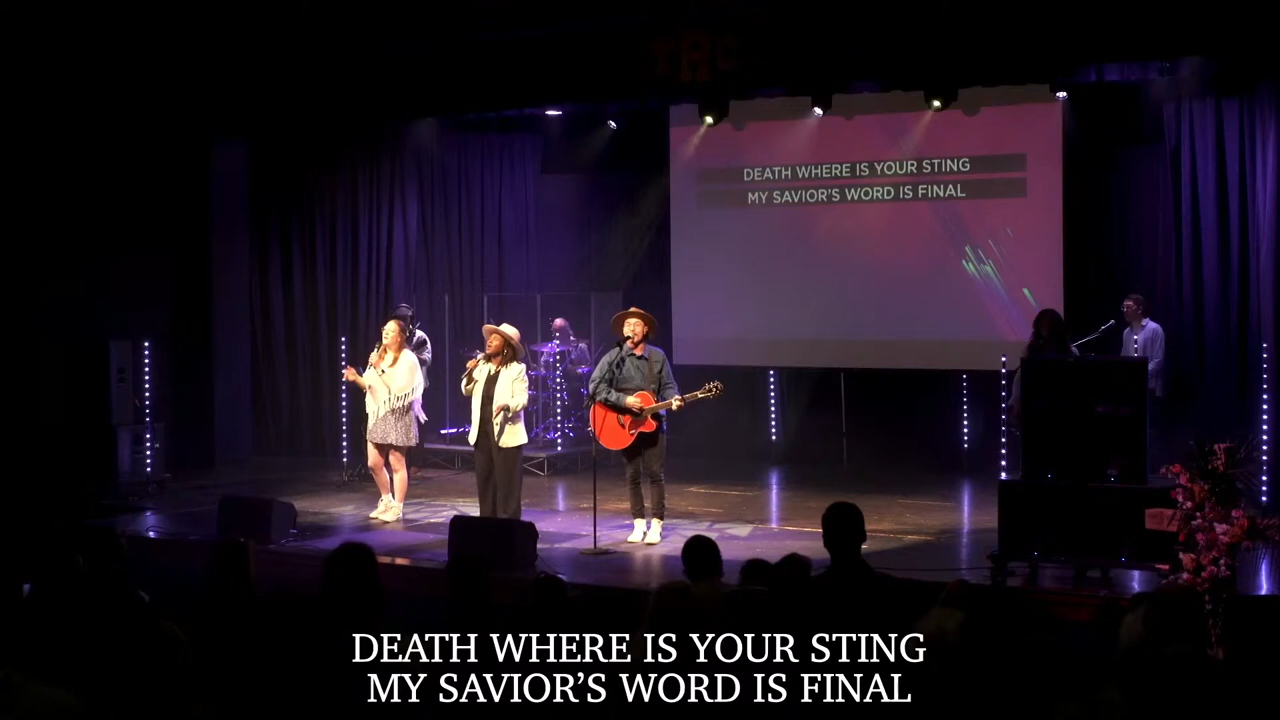 DEATH WHERE IS YOUR STING
MY SAVIOR'S WORD IS FINAL
DEATH WHERE IS YOUR STING
MY SAVIOR’S WORD IS FINAL